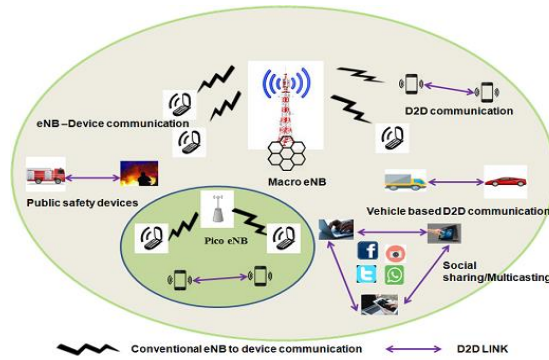 D2D communication
eNB –Device communication
Macro eNB
Public safety devices
Vehicle based D2D communication
Pico eNB
Social
sharing/Multicasting
Conventional eNB to device communication
D2D LINK